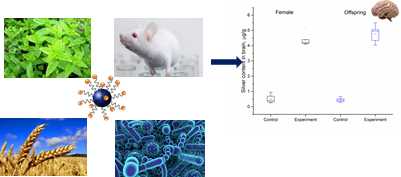 Female Offspring
Silver content in brain, µg/g
6
5
4
3
2
1
0
Control Experiment Control Experiment